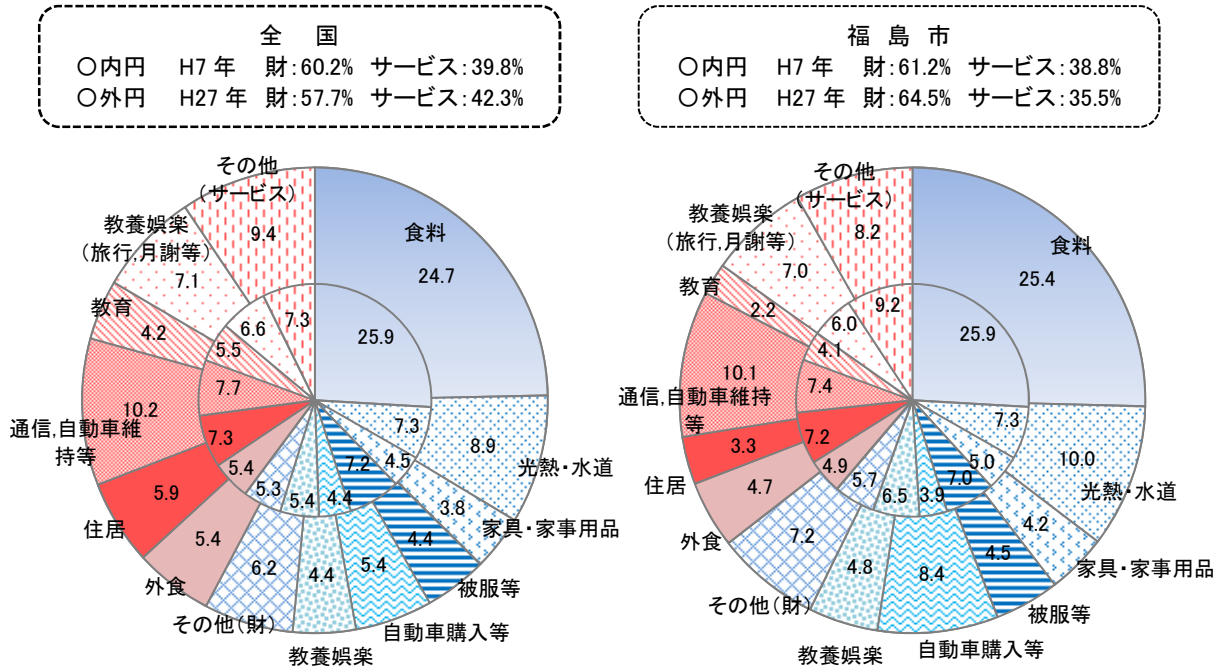 全 国
○内円 H7 年 財:60.2% サービス:39.8%
○外円 H27 年 財:57.7% サービス:42.3%
その他
(サービス)
教養娯楽
(旅行,月謝等)
教育
通信,自動車維
持等
住居
外食
その他(財)
教養娯楽
自動車購入等
被服等
家具・家事用品
光熱・水道
食料
24.7
8.9
3.8
4.4
5.4
4.4
6.2
5.4
5.9
10.2
4.2
7.1
9.4
25.9
7.3
4.5
7.2
4.4
5.4
5.3
5.4
7.3
7.7
5.5
6.6
7.3
福 島 市
○内円 H7 年 財:61.2% サービス:38.8%
○外円 H27 年 財:64.5% サービス:35.5%
その他
(サービス)
教養娯楽
(旅行,月謝等)
教育
通信,自動車維持
等
住居
外食
その他(財)
教養娯楽
自動車購入等
被服等
家具・家事用品
光熱・水道
食料
25.4
10.0
4.2
4.5
8.4
4.8
7.2
4.7
3.3
10.1
2.2
7.0
8.2
25.9
7.3
5.0
7.0
3.9
6.5
5.7
4.9
7.2
7.4
4.1
6.0
9.2